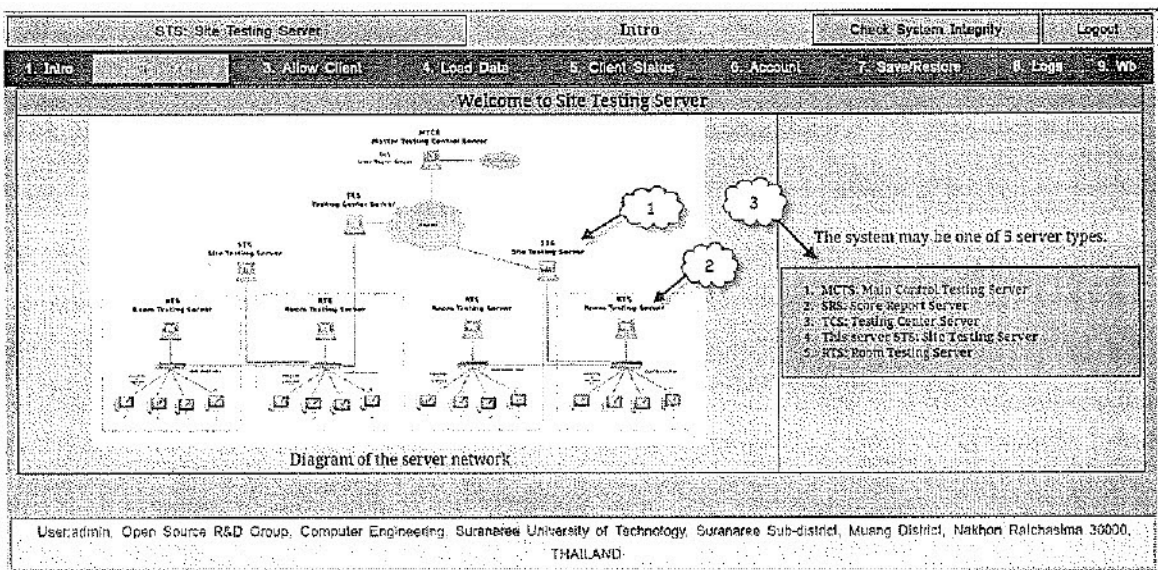 STS: Site Testing Server
Intro
Check System Integrity
Logout
1. Intro
3. Allow Client
4. Load Data
5. Client Status
6. Account
7. Save/Restore
8. Logs
9. Wb
Welcome to Site Testing Server
MTCS
Master Testing Control Server
TCS
Testing Center Server
1
3
The system may be one of 5 server types.
STS
Site Testing Server
STS
Site Testing Server
2
1. MCTS: Main Control Testing Server
2. SRS: Score Report Server
3. TCS: Testing Center Server
4. This server STS: Site Testing Server
5. RTS: Room Testing Server
RTS
Room Testing Server
RTS
Room Testing Server
RTS
Room Testing Server
RTS
Room Testing Server
Diagram of the server network
User:admin, Open Source R&D Group, Computer Engineering, Suranaree University of Technology, Suranaree Sub-district, Muang District, Nakhon Ratchasima 30000,
THAILAND